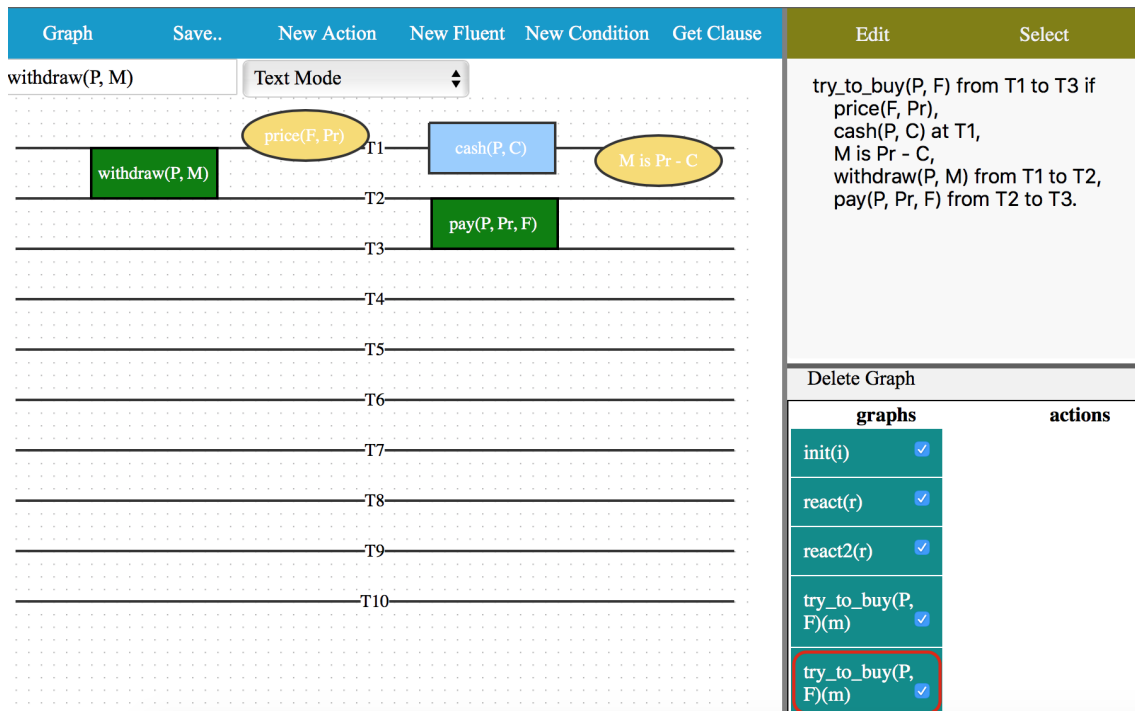 Graph Save.. New Action New Fluent New Condition Get Clause Edit Select
withdraw(P, M) Text Mode
price(F, Pr)
T1
cash(P, C)
M is Pr - C
withdraw(P, M)
T2
pay(P, Pr, F)
T3
T4
T5
T6
T7
T8
T9
T10
try_to_buy(P, F) from T1 to T3 if
price(F, Pr),
cash(P, C) at T1,
M is Pr - C,
withdraw(P, M) from T1 to T2,
pay(P, Pr, F) from T2 to T3.
Delete Graph
graphs actions
init(i)
react(r)
react2(r)
try_to_buy(P,
F)(m)
try_to_buy(P,
F)(m)